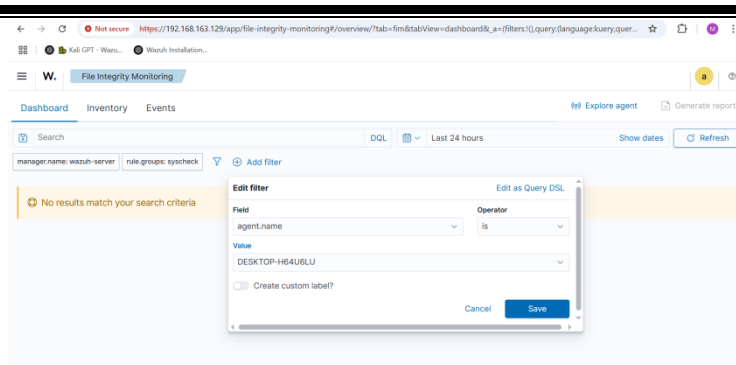 Not secure https://192.168.163.129/app/file-integrity-monitoring#/overview/?tab=fim&tabView=dashboard&_a=(filters:!(),query:(language:kuery,quer... M
Kali GPT - Wazu... Wazuh Installation...
W. File Integrity Monitoring a
Dashboard Inventory Events Explore agent Generate report
Search DQL Last 24 hours Show dates Refresh
manager.name: wazuh-server rule.groups: syscheck Add filter
No results match your search criteria
Edit filter Edit as Query DSL
Field Operator
agent.name is
Value
DESKTOP-H64U6LU
Create custom label?
Cancel Save